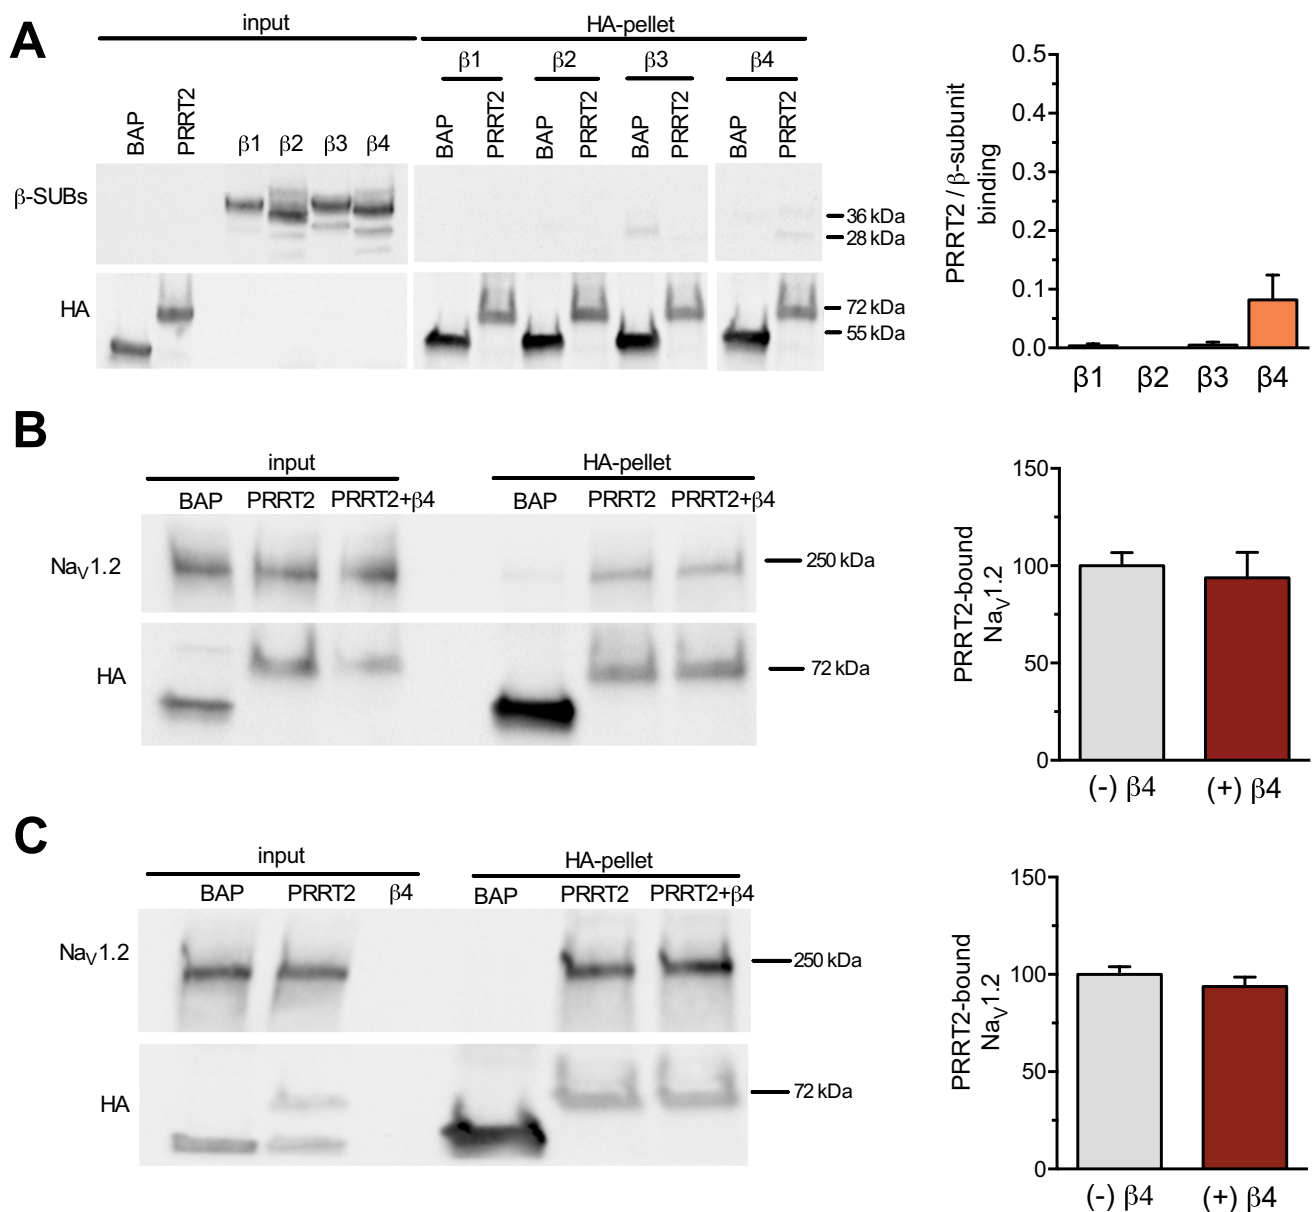 A
input
HA-pellet
β1 β2 β3 β4
BAP PRRT2 β1 β2 β3 β4 BAP PRRT2 BAP PRRT2 BAP PRRT2 BAP PRRT2
β-SUBs
36 kDa
28 kDa
HA
72 kDa
55 kDa
PRRT2 / β-subunit
binding
0.5
0.4
0.3
0.2
0.1
0.0
β1 β2 β3 β4
B
input
HA-pellet
BAP PRRT2 PRRT2+β4 BAP PRRT2 PRRT2+β4
NaV1.2
250 kDa
HA
72 kDa
PRRT2-bound
NaV1.2
150
100
50
0
(-) β4 (+) β4
C
input
HA-pellet
BAP PRRT2 β4 BAP PRRT2 PRRT2+β4
NaV1.2
250 kDa
HA
72 kDa
PRRT2-bound
NaV1.2
150
100
50
0
(-) β4 (+) β4